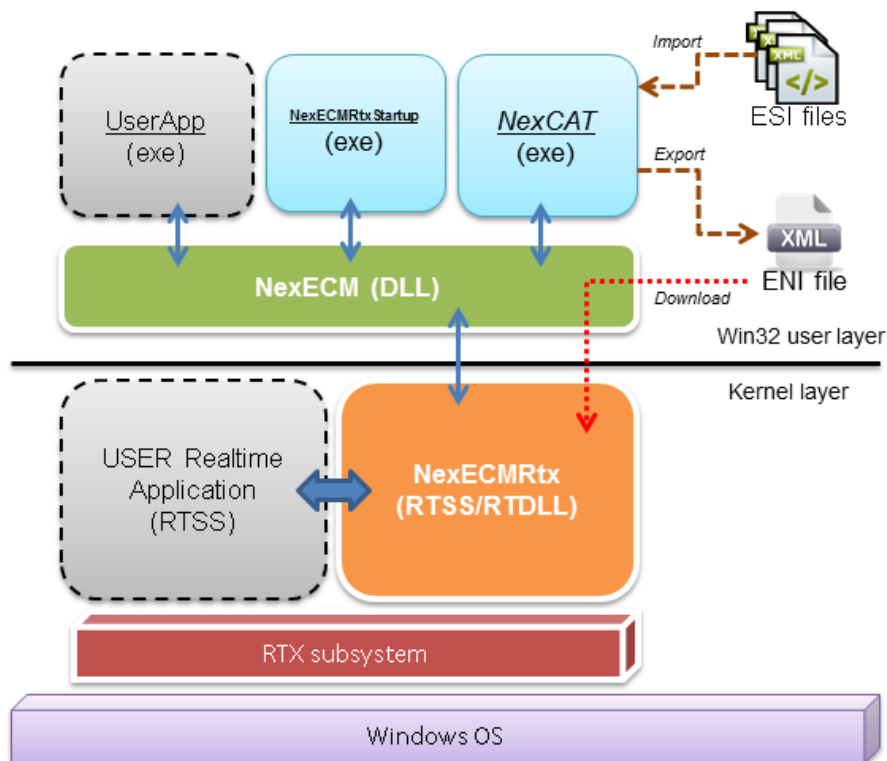 UserApp
(exe)
NexECMRtxStartup
(exe)
NexCAT
(exe)
Import
XML
</>
ESI files
Export
XML
ENI file
NexECM (DLL)
Download
Win32 user layer
Kernel layer
USER Realtime
Application
(RTSS)
NexECMRtx
(RTSS/RTDLL)
RTX subsystem
Windows OS